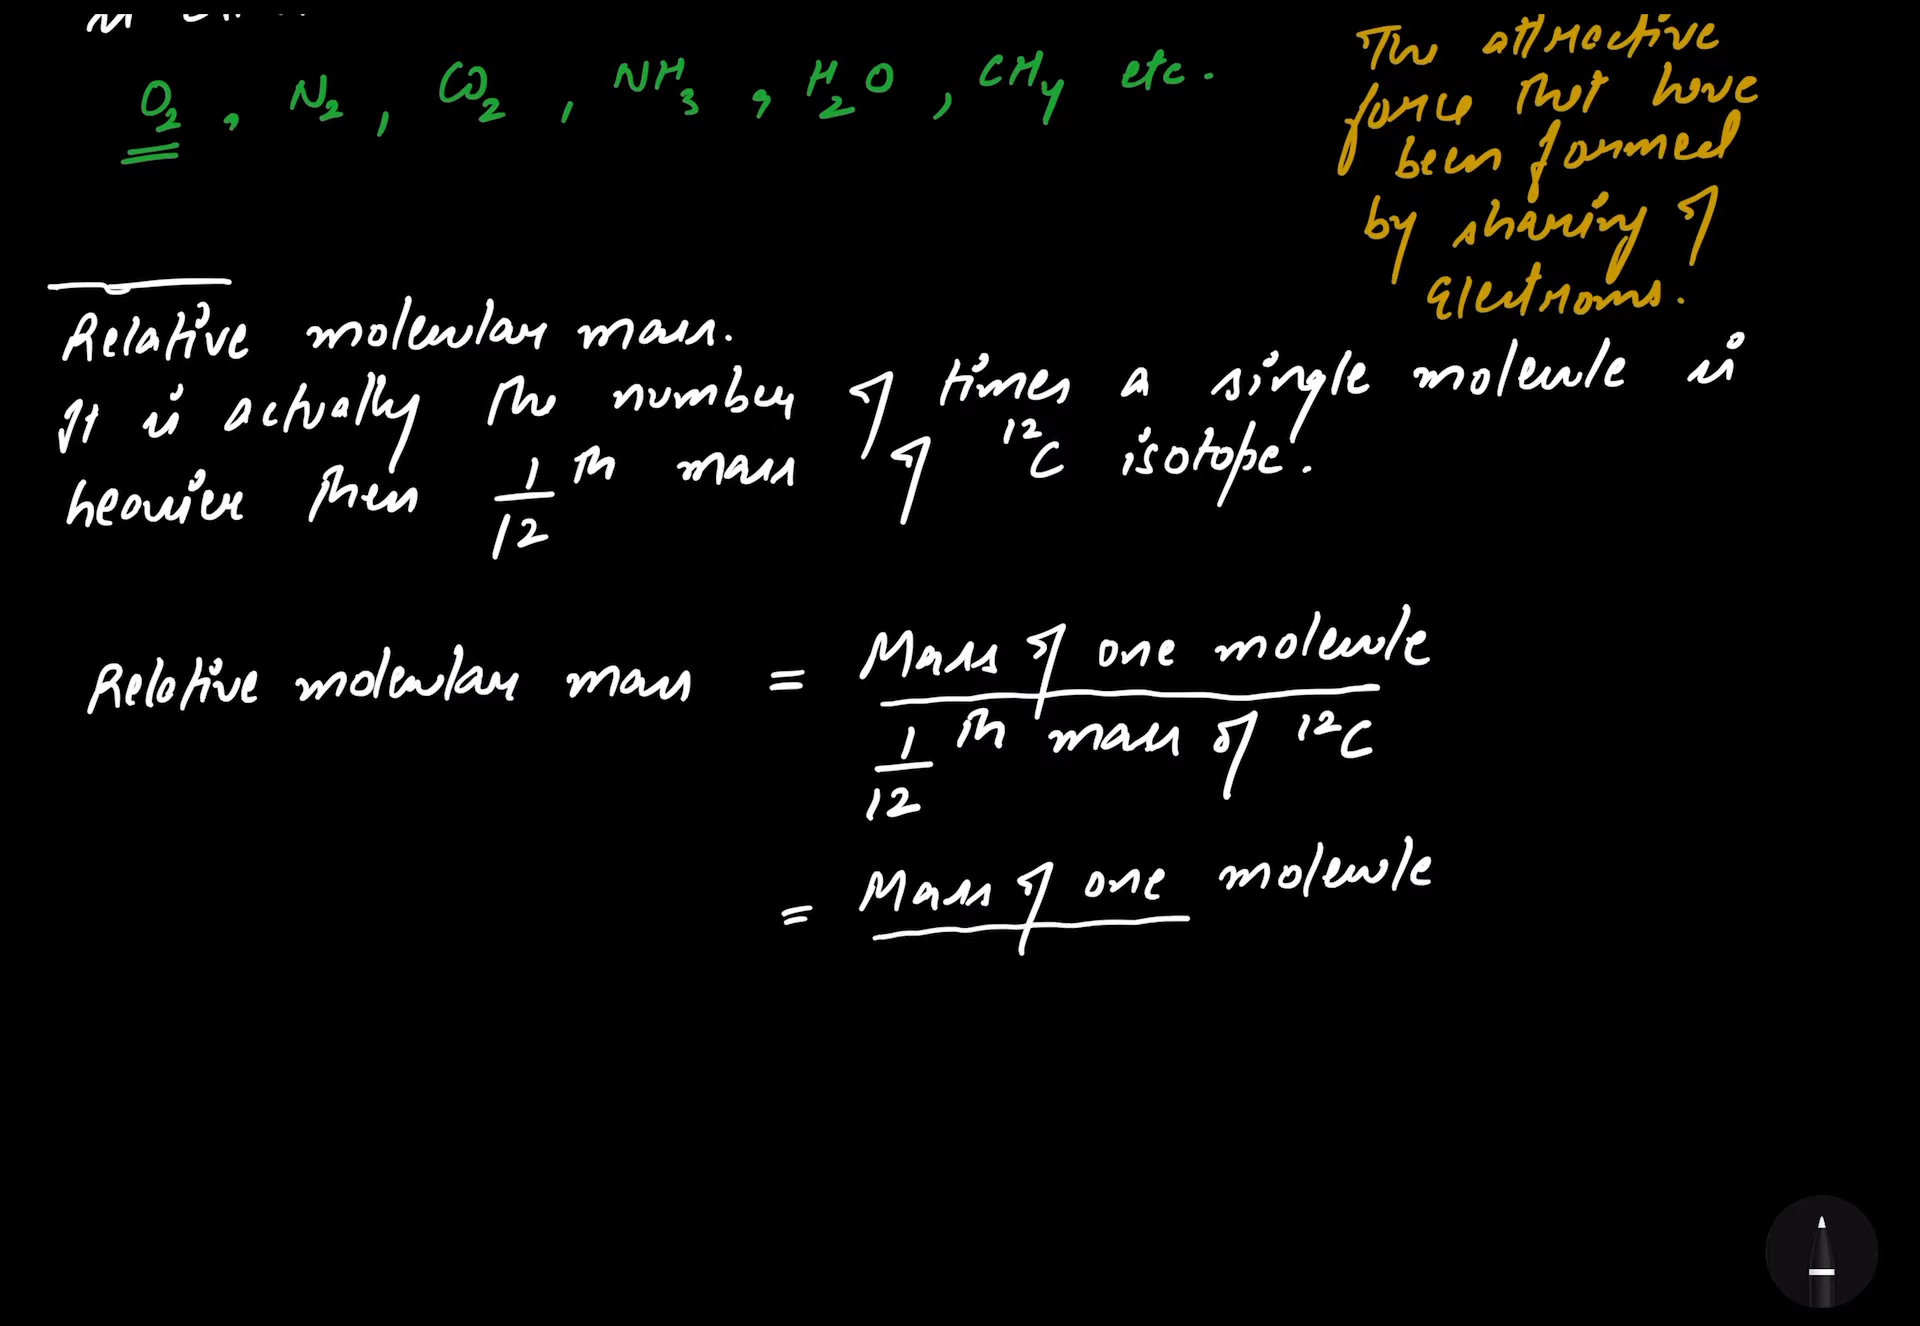 O₂ , N₂ , CO₂ , NH₃ , H₂O , CH₄ etc.
The attractive
force that have
been formed
by sharing of
electrons.
Relative molecular mass.
It is actually the number of times a single molecule is
heavier then 1/12 th mass of ¹²C isotope.
Relative molecular mass = Mass of one molecule
1/12 th mass of ¹²C
= Mass of one molecule